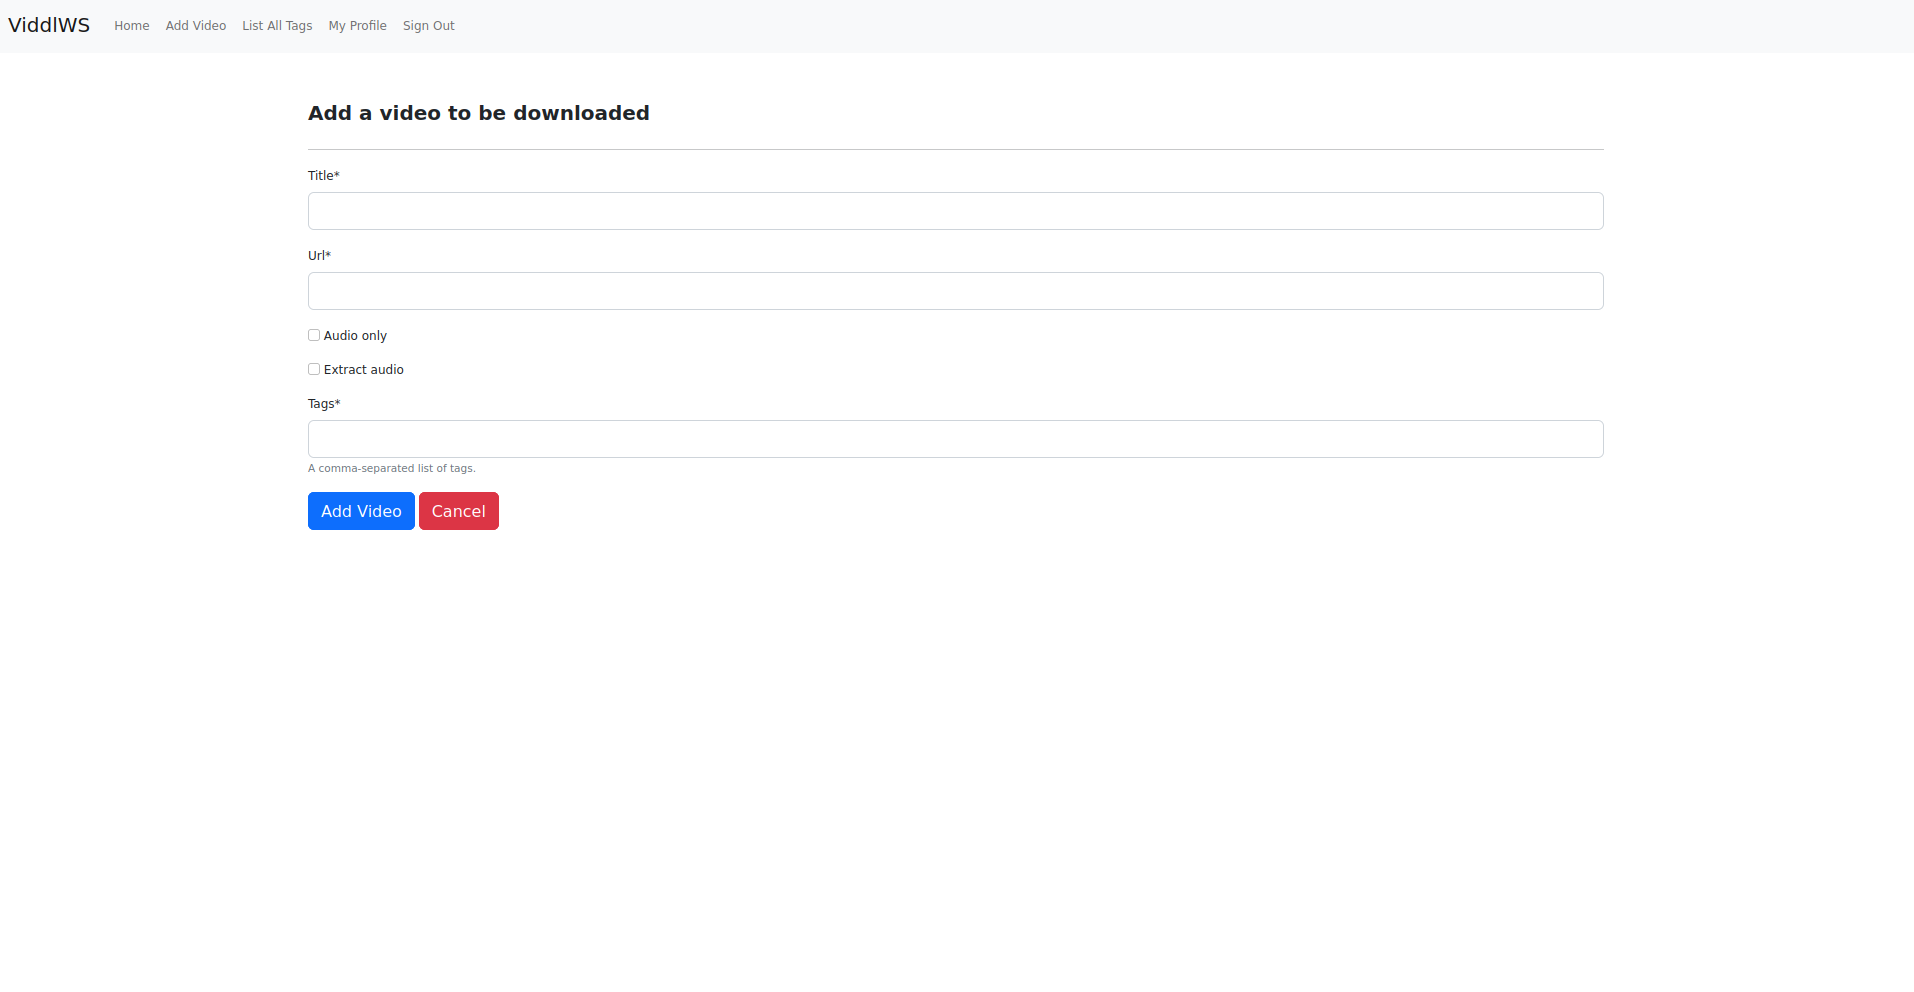 ViddlWS Home Add Video List All Tags My Profile Sign Out
Add a video to be downloaded
Title*
Url*
Audio only
Extract audio
Tags*
A comma-separated list of tags.
Add Video Cancel